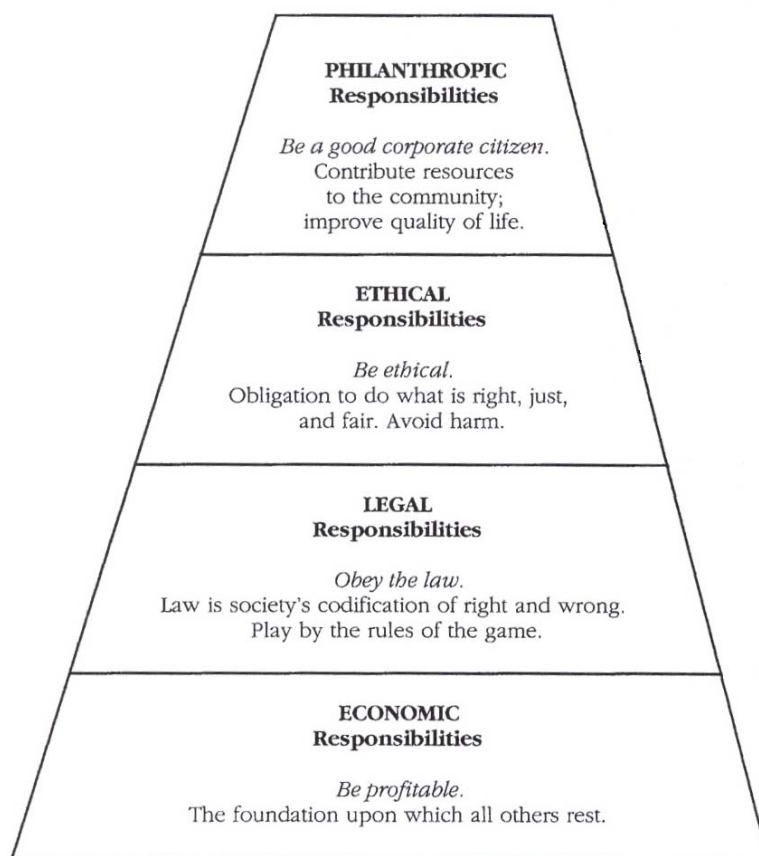 PHILANTHROPIC
Responsibilities
Be a good corporate citizen.
Contribute resources
to the community;
improve quality of life.
ETHICAL
Responsibilities
Be ethical.
Obligation to do what is right, just,
and fair. Avoid harm.
LEGAL
Responsibilities
Obey the law.
Law is society's codification of right and wrong.
Play by the rules of the game.
ECONOMIC
Responsibilities
Be profitable.
The foundation upon which all others rest.